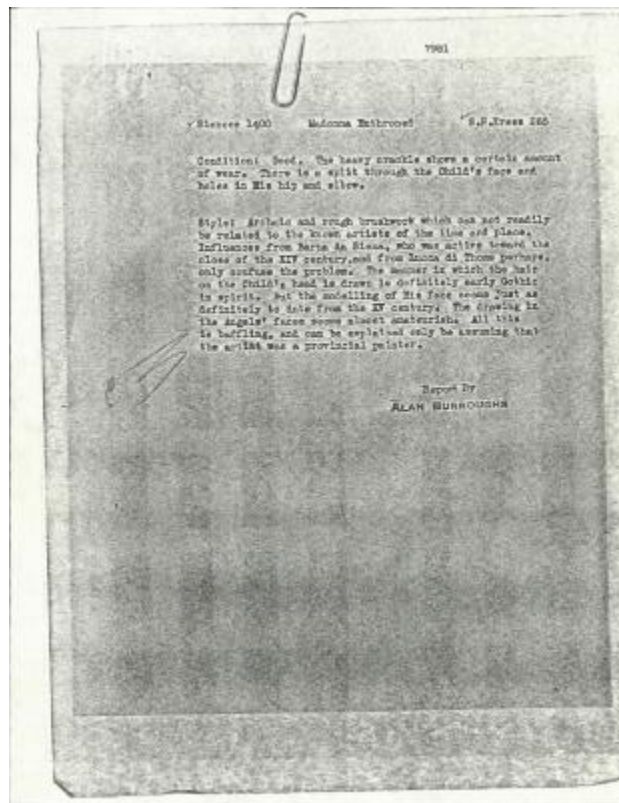 7981
Sienese 1400 Madonna Enthroned S.H.Kress 265
Condition: Good. The heavy crackle shows a certain amount
of wear. There is a split through the Child's face and
holes in His hip and elbow.
Style: Archaic and rough brushwork which can not readily
be related to the known artists of the time and place.
Influences from Barna da Siena, who was active toward the
close of the XIV century,and from Lucca di Thome perhaps,
only confuse the problem. The manner in which the hair
on the Child's head is drawn is definitely early Gothic
in spirit. But the modelling of His face seems just as
definitely to date from the XV century. The drawing in
the Angels' faces seems almost amateurish. All this
is baffling, and can be explained only be assuming that
the artist was a provincial painter.
Report By
ALAN BURROUGHS